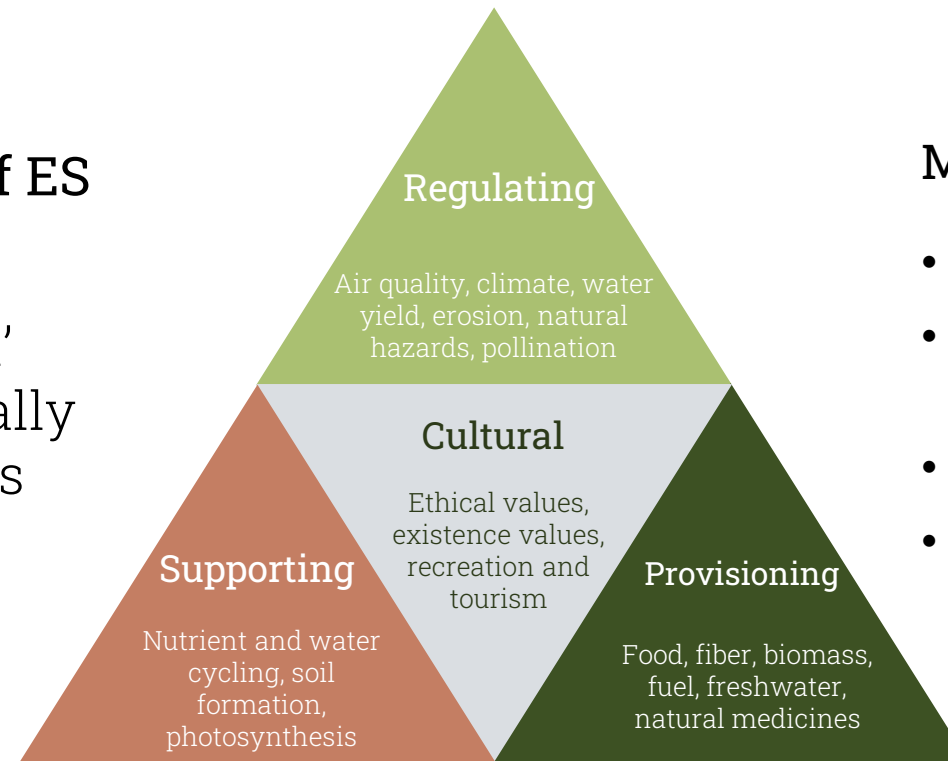 f ES
ally
s
Regulating
Air quality, climate, water
yield, erosion, natural
hazards, pollination
Cultural
Ethical values,
existence values,
recreation and
tourism
Supporting
Nutrient and water
cycling, soil
formation,
photosynthesis
Provisioning
Food, fiber, biomass,
fuel, freshwater,
natural medicines
M